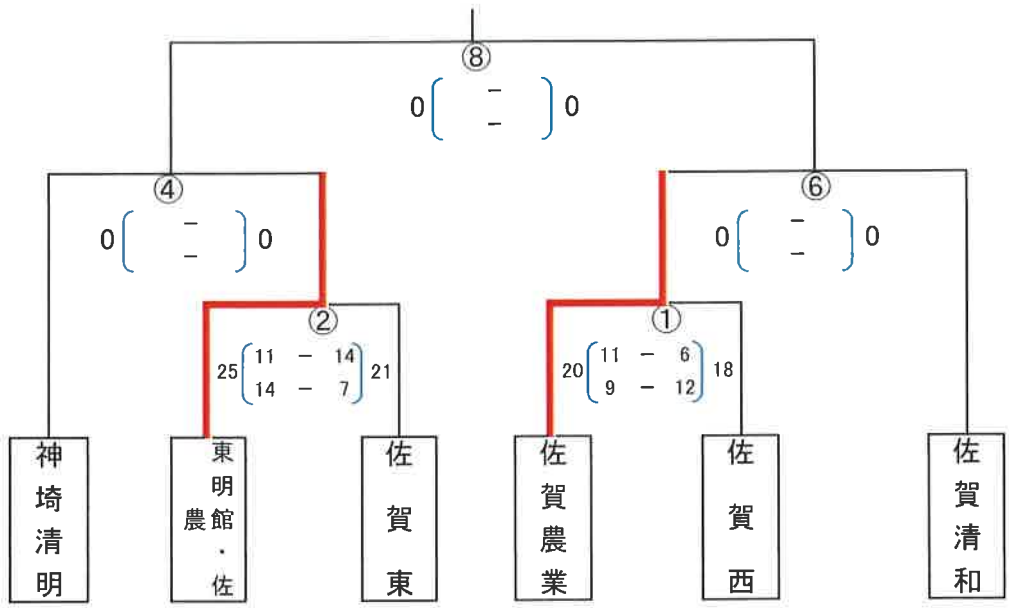 ⑧
0 ( - ) 0
-
④
⑥
0 ( - ) 0
-
0 ( - ) 0
-
②
①
25 ( 11 - 14 ) 21
14 - 7
20 ( 11 - 6 ) 18
9 - 12
神埼清明
東明館・佐農
佐賀東
佐賀農業
佐賀西
佐賀清和